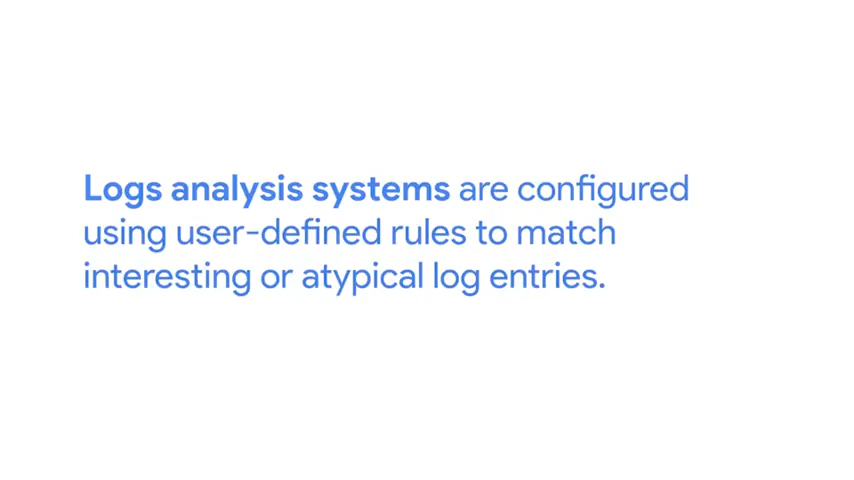 Logs analysis systems are configured
using user-defined rules to match
interesting or atypical log entries.